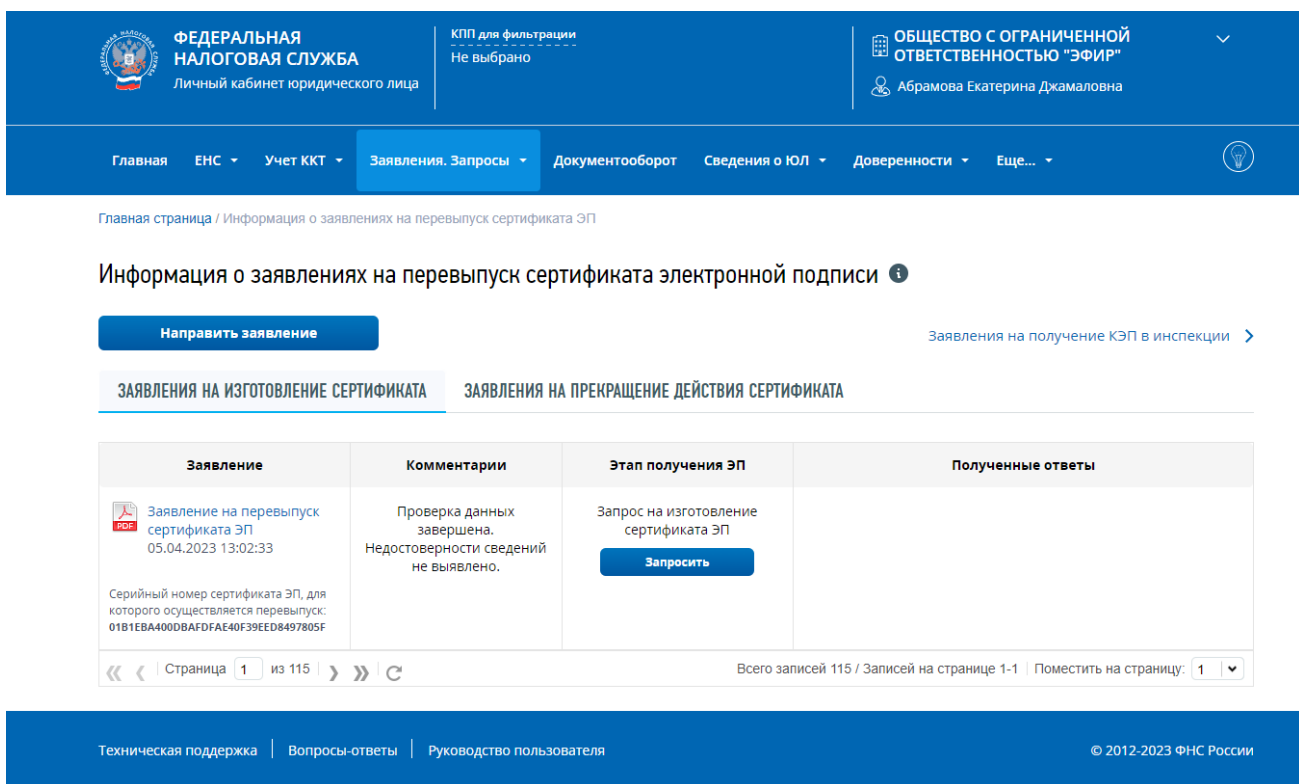 ФЕДЕРАЛЬНАЯ
НАЛОГОВАЯ СЛУЖБА
Личный кабинет юридического лица
КПП для фильтрации
Не выбрано
ОБЩЕСТВО С ОГРАНИЧЕННОЙ
ОТВЕТСТВЕННОСТЬЮ "ЭФИР"
Абрамова Екатерина Джамаловна
Главная ЕНС Учет ККТ Заявления. Запросы Документооборот Сведения о ЮЛ Доверенности Еще...
Главная страница / Информация о заявлениях на перевыпуск сертификата ЭП
Информация о заявлениях на перевыпуск сертификата электронной подписи
Направить заявление
Заявления на получение КЭП в инспекции
ЗАЯВЛЕНИЯ НА ИЗГОТОВЛЕНИЕ СЕРТИФИКАТА ЗАЯВЛЕНИЯ НА ПРЕКРАЩЕНИЕ ДЕЙСТВИЯ СЕРТИФИКАТА
Заявление Комментарии Этап получения ЭП Полученные ответы
PDF
Заявление на перевыпуск
сертификата ЭП
05.04.2023 13:02:33
Серийный номер сертификата ЭП, для
которого осуществляется перевыпуск:
01B1EBA400DBAFDFAE40F39EED8497805F
Проверка данных
завершена.
Недостоверности сведений
не выявлено.
Запрос на изготовление
сертификата ЭП
Запросить
Страница 1 из 115
Всего записей 115 / Записей на странице 1-1 Поместить на страницу: 1
Техническая поддержка Вопросы-ответы Руководство пользователя
© 2012-2023 ФНС России